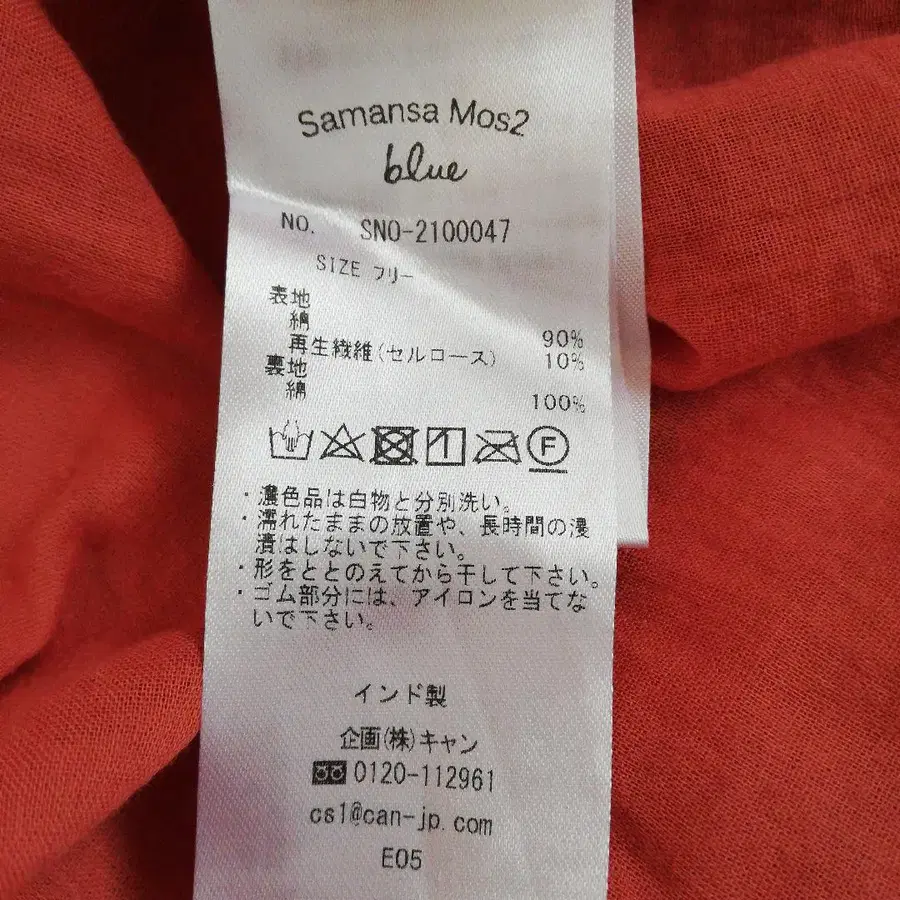 Samansa Mos2
blue
NO. SNO-2100047
SIZE フリー
表地
綿 90%
再生繊維(セルロース) 10%
裏地
綿 100%
F
・濃色品は白物と分別洗い。
・濡れたままの放置や、長時間の浸
漬はしないで下さい。
・形をととのえてから干して下さい。
・ゴム部分には、アイロンを当てな
いで下さい。
インド製
企画(株)キャン
0120-112961
cs1@can-jp.com
E05